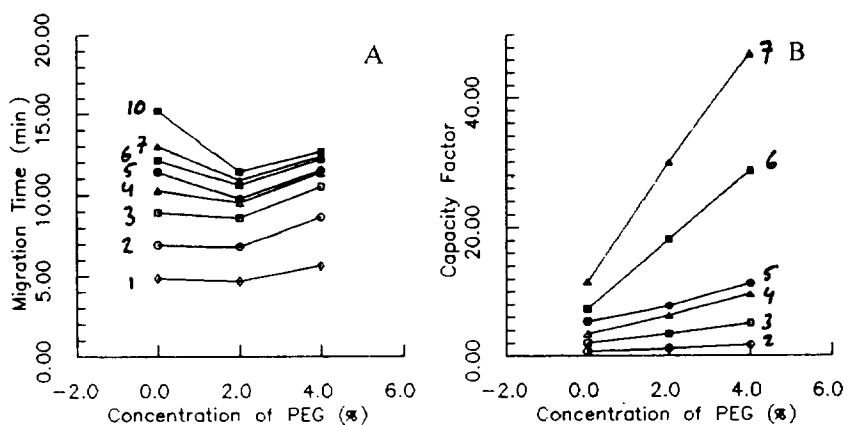 A
20.00
15.00
10.00
5.00
0.00
Migration Time (min)
10
7
6
5
4
3
2
1
-2.0 0.0 2.0 4.0 6.0
Concentration of PEG (%)
B
40.00
20.00
0.00
Capacity Factor
7
6
5
4
3
2
-2.0 0.0 2.0 4.0 6.0
Concentration of PEG (%)